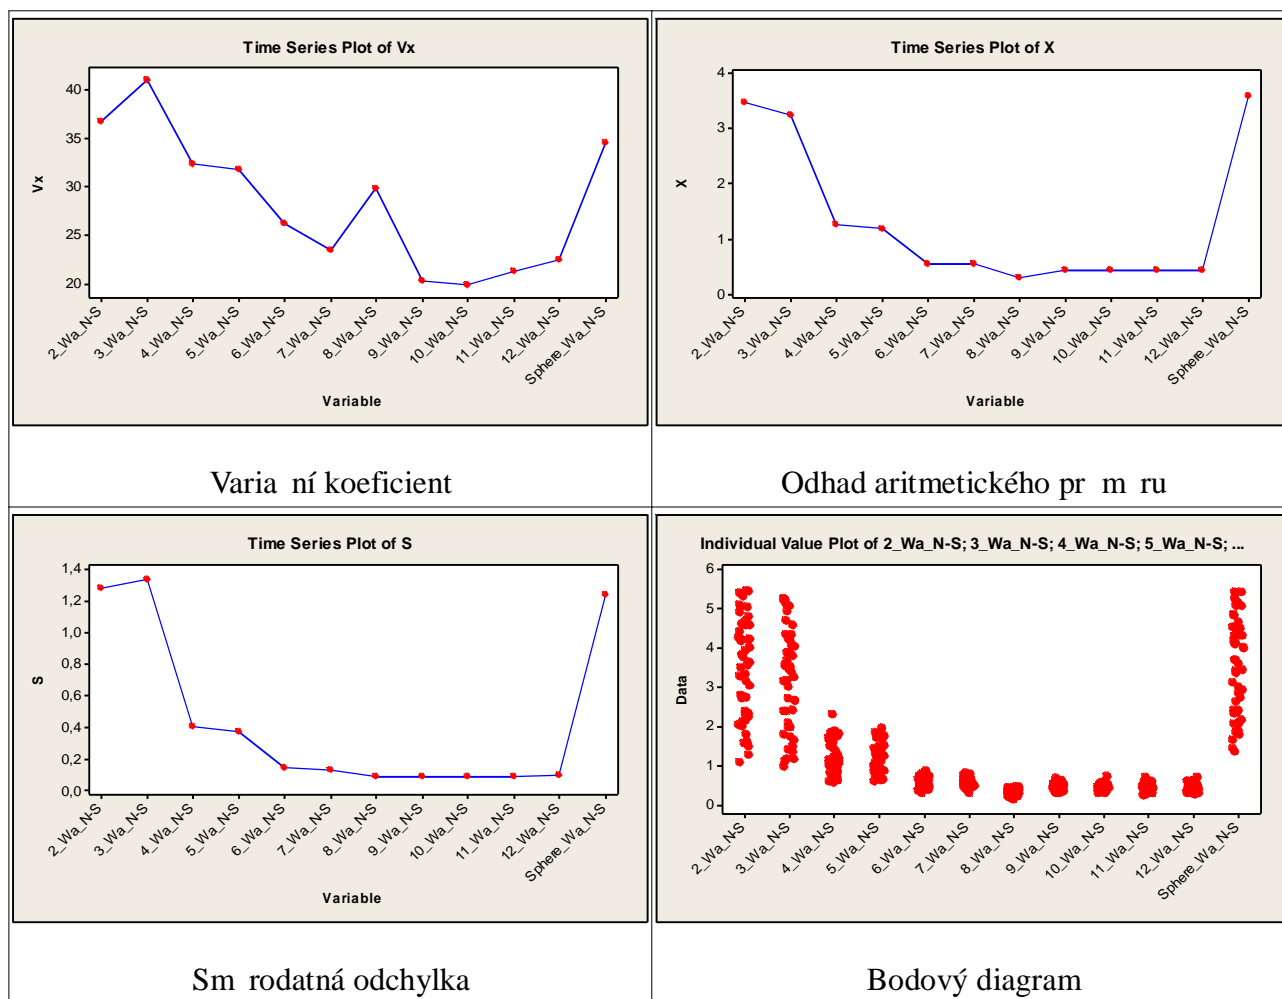 Time Series Plot of Vx
Vx
40
35
30
25
20
2_Wa_N-S
3_Wa_N-S
4_Wa_N-S
5_Wa_N-S
6_Wa_N-S
7_Wa_N-S
8_Wa_N-S
9_Wa_N-S
10_Wa_N-S
11_Wa_N-S
12_Wa_N-S
Sphere_Wa_N-S
Variable
Varia ní koeficient
Time Series Plot of X
X
4
3
2
1
0
2_Wa_N-S
3_Wa_N-S
4_Wa_N-S
5_Wa_N-S
6_Wa_N-S
7_Wa_N-S
8_Wa_N-S
9_Wa_N-S
10_Wa_N-S
11_Wa_N-S
12_Wa_N-S
Sphere_Wa_N-S
Variable
Odhad aritmetického pr m ru
Time Series Plot of S
S
1,4
1,2
1,0
0,8
0,6
0,4
0,2
0,0
2_Wa_N-S
3_Wa_N-S
4_Wa_N-S
5_Wa_N-S
6_Wa_N-S
7_Wa_N-S
8_Wa_N-S
9_Wa_N-S
10_Wa_N-S
11_Wa_N-S
12_Wa_N-S
Sphere_Wa_N-S
Variable
Sm rodatná odchylka
Individual Value Plot of 2_Wa_N-S; 3_Wa_N-S; 4_Wa_N-S; 5_Wa_N-S; ...
Data
6
5
4
3
2
1
0
2_Wa_N-S
3_Wa_N-S
4_Wa_N-S
5_Wa_N-S
6_Wa_N-S
7_Wa_N-S
8_Wa_N-S
9_Wa_N-S
10_Wa_N-S
11_Wa_N-S
12_Wa_N-S
Sphere_Wa_N-S
Bodový diagram